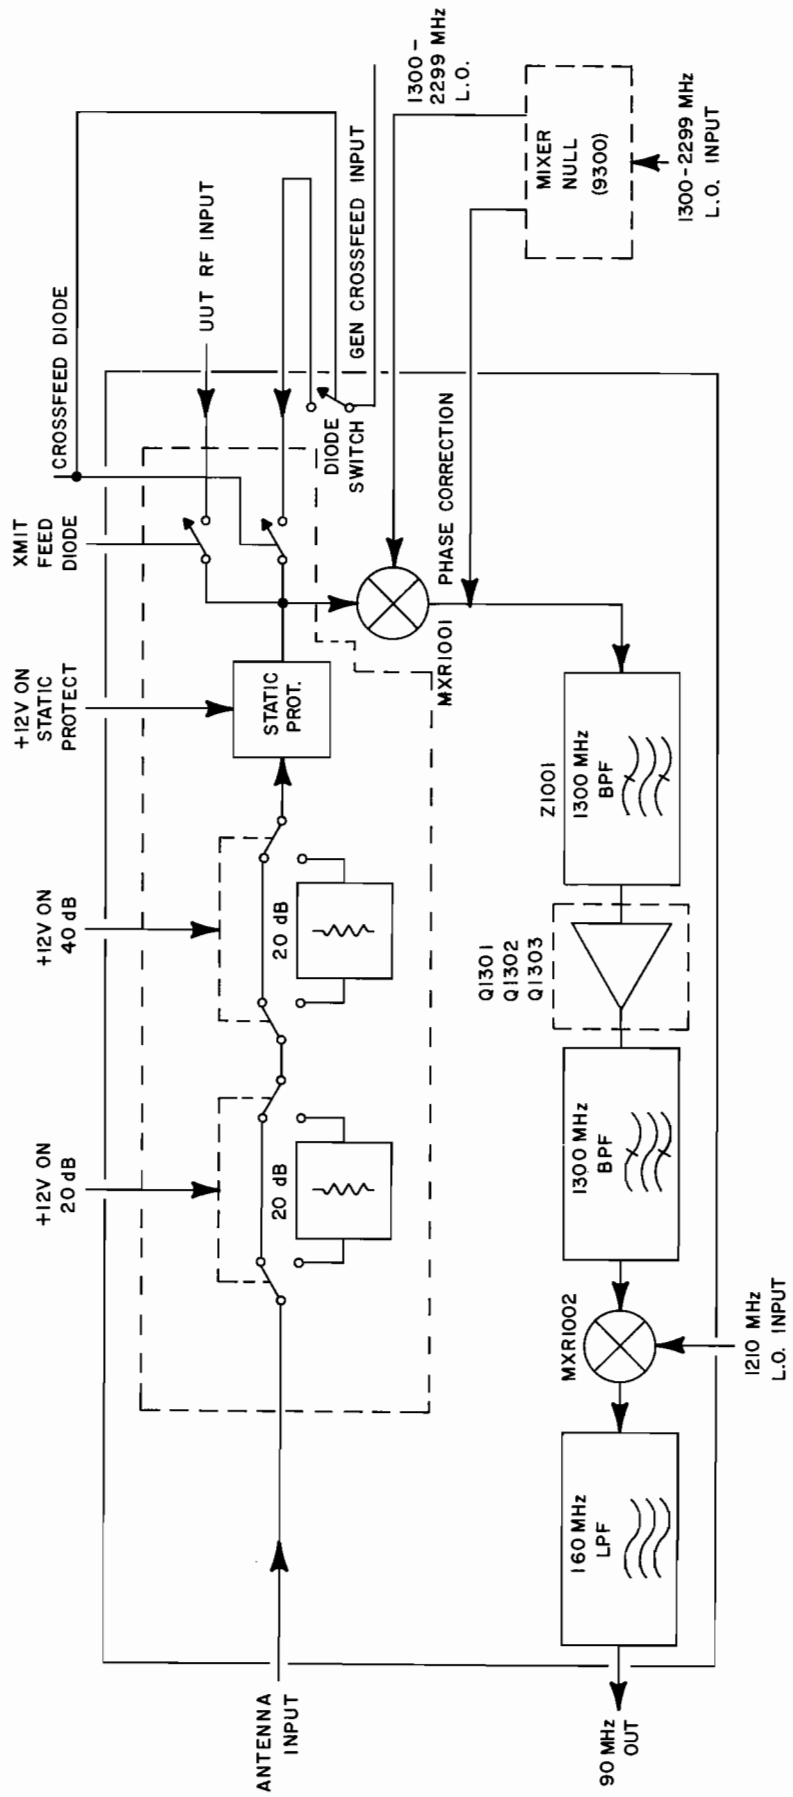 ANTENNA
INPUT
+12V ON
20 dB
20 dB
+12V ON
40 dB
20 dB
+12V ON
STATIC
PROTECT
STATIC
PROT.
XMIT
FEED
DIODE
CROSSFEED DIODE
UUT RF INPUT
DIODE
SWITCH
GEN CROSSFEED INPUT
1300-
2299 MHz
L.O.
MIXER
NULL
(9300)
1300-2299 MHz
L.O. INPUT
PHASE CORRECTION
MXR1001
Z1001
1300 MHz
BPF
Q1301
Q1302
Q1303
1300 MHz
BPF
MXR1002
1210 MHz
L.O. INPUT
160 MHz
LPF
90 MHz
OUT